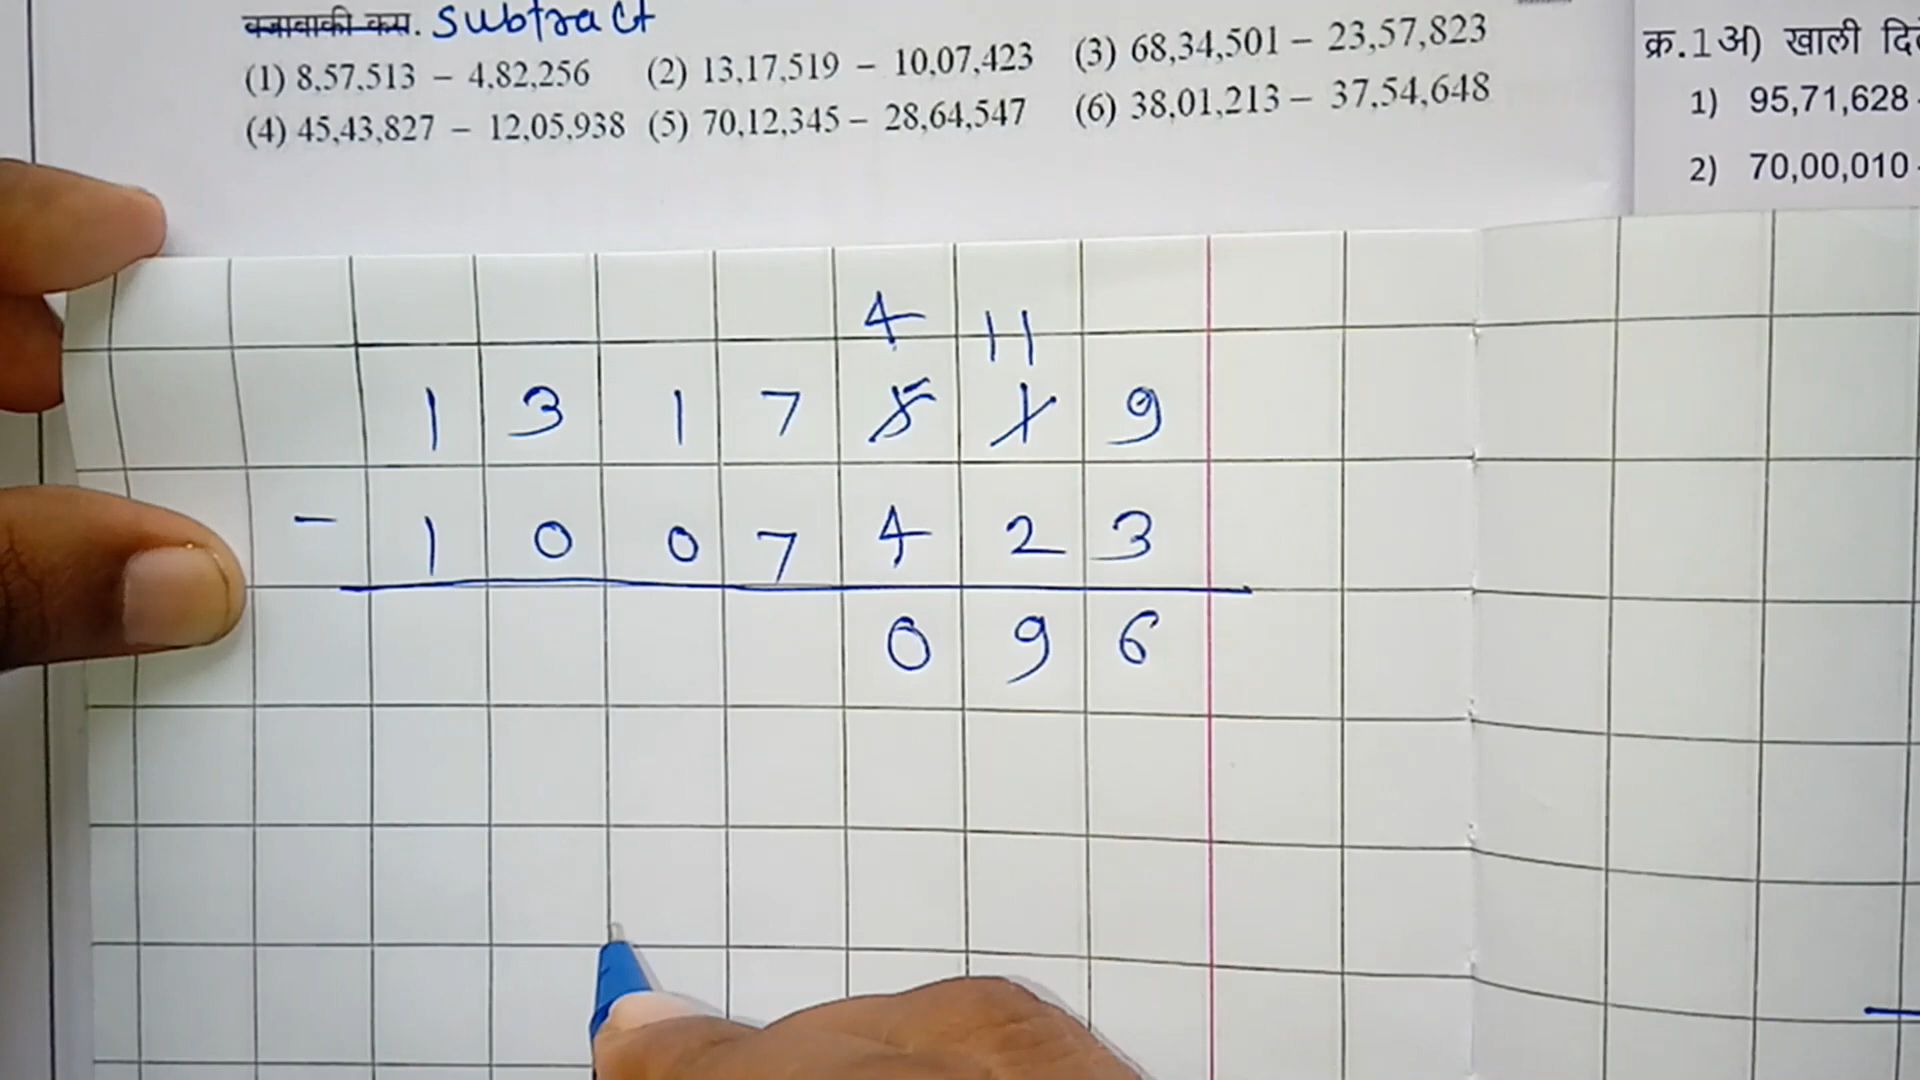 वजाबाकी करा. Subtract
(1) 8,57,513 – 4,82,256 (2) 13,17,519 – 10,07,423 (3) 68,34,501 – 23,57,823
(4) 45,43,827 – 12,05,938 (5) 70,12,345 – 28,64,547 (6) 38,01,213 – 37,54,648
क्र.1अ) खाली
1) 95,71,628
2) 70,00,010
4 11
1 3 1 7 5 1 9
- 1 0 0 7 4 2 3
0 9 6